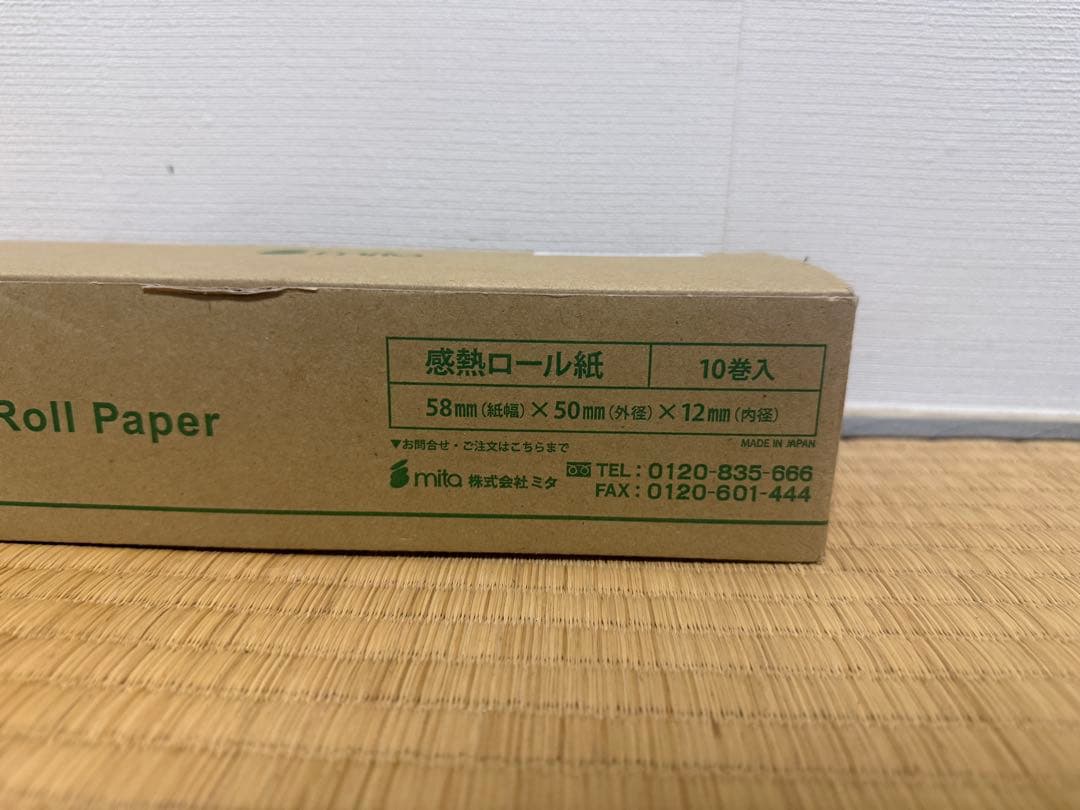 Roll Paper
感熱ロール紙 10巻入
58mm(紙幅)×50mm(外径)×12mm(内径)
MADE IN JAPAN
▼お問合せ・ご注文はこちらまで
mita 株式会社ミタ
TEL:0120-835-666
FAX:0120-601-444